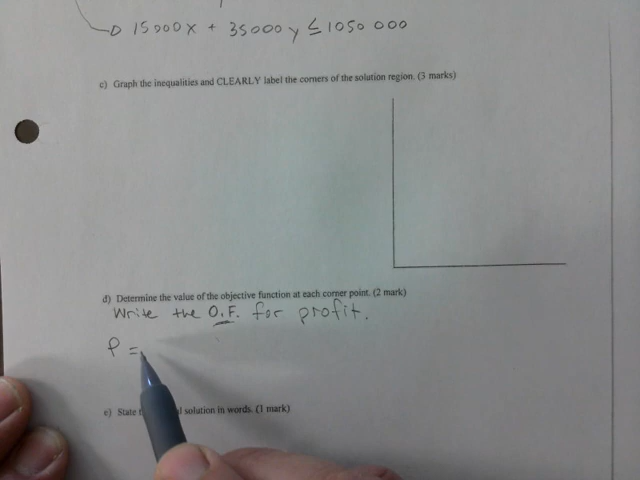 15000x + 35000y ≤ 1050 000
c) Graph the inequalities and CLEARLY label the corners of the solution region. (3 marks)
d) Determine the value of the objective function at each corner point. (2 mark)
Write the O.F. for profit.
P =
e) State solution in words. (1 mark)